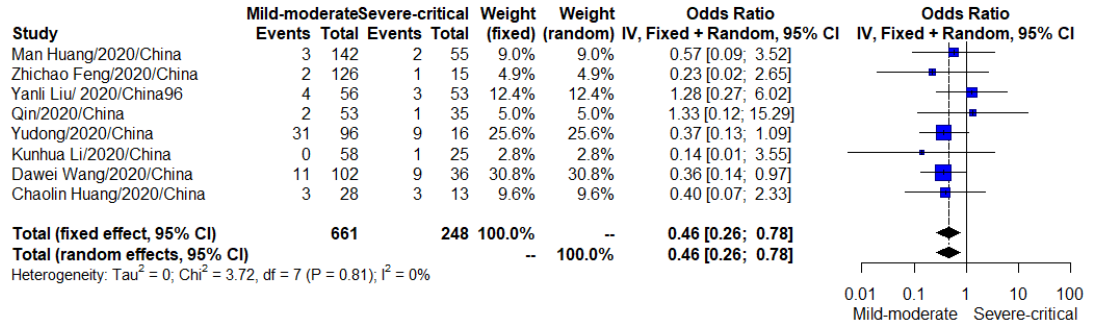 Mild-moderate Severe-critical Weight Weight Odds Ratio Odds Ratio
Study Events Total Events Total (fixed) (random) IV, Fixed + Random, 95% CI IV, Fixed + Random, 95% CI
Man Huang/2020/China 3 142 2 55 9.0% 9.0% 0.57 [0.09; 3.52]
Zhichao Feng/2020/China 2 126 1 15 4.9% 4.9% 0.23 [0.02; 2.65]
Yanli Liu/ 2020/China96 4 56 3 53 12.4% 12.4% 1.28 [0.27; 6.02]
Qin/2020/China 2 53 1 35 5.0% 5.0% 1.33 [0.12; 15.29]
Yudong/2020/China 31 96 9 16 25.6% 25.6% 0.37 [0.13; 1.09]
Kunhua Li/2020/China 0 58 1 25 2.8% 2.8% 0.14 [0.01; 3.55]
Dawei Wang/2020/China 11 102 9 36 30.8% 30.8% 0.36 [0.14; 0.97]
Chaolin Huang/2020/China 3 28 3 13 9.6% 9.6% 0.40 [0.07; 2.33]
Total (fixed effect, 95% CI) 661 248 100.0% -- 0.46 [0.26; 0.78]
Total (random effects, 95% CI) -- 100.0% 0.46 [0.26; 0.78]
Heterogeneity: Tau² = 0; Chi² = 3.72, df = 7 (P = 0.81); I² = 0%
0.01 0.1 1 10 100
Mild-moderate Severe-critical